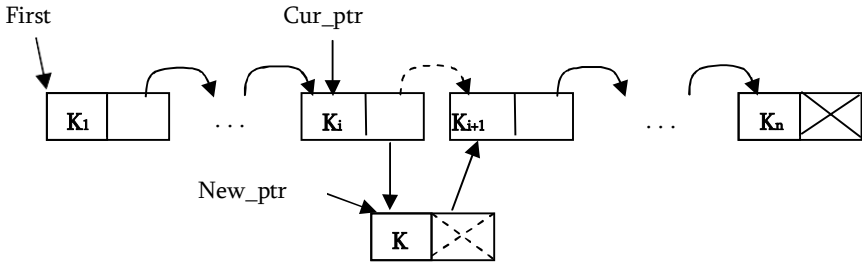 First Cur_ptr
K₁ . . . Kᵢ Kᵢ₊₁ . . . Kₙ
New_ptr
K